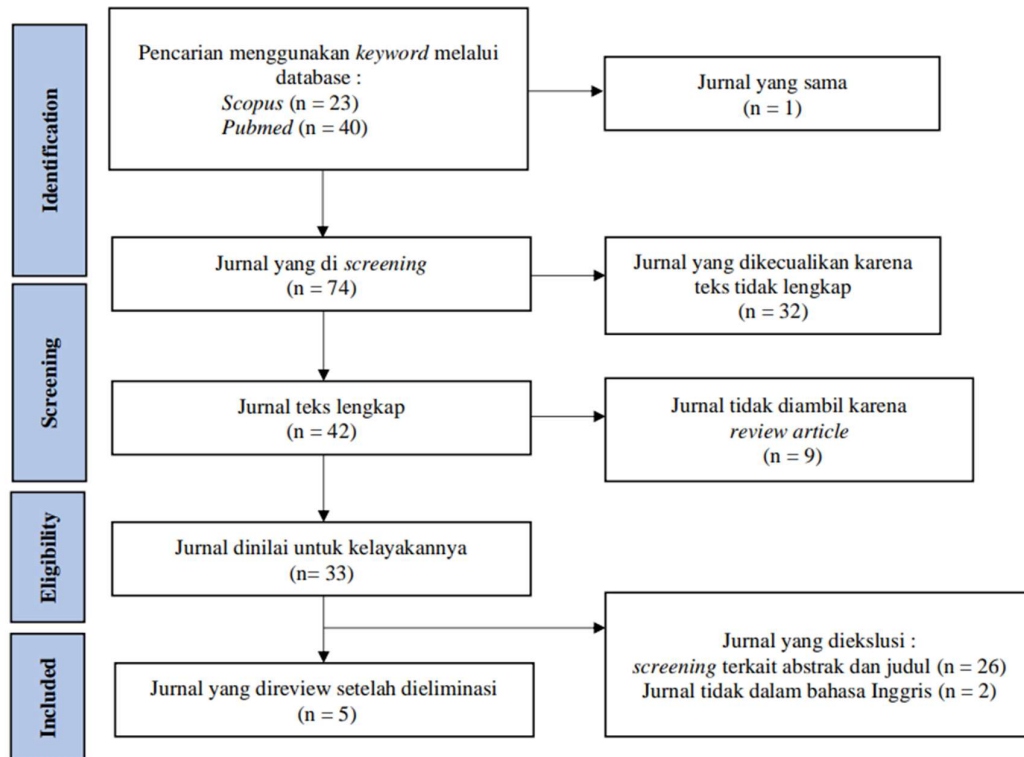 Identification
Pencarian menggunakan keyword melalui
database :
Scopus (n = 23)
Pubmed (n = 40)
Jurnal yang sama
(n = 1)
Jurnal yang di screening
(n = 74)
Jurnal yang dikecualikan karena
teks tidak lengkap
(n = 32)
Screening
Jurnal teks lengkap
(n = 42)
Jurnal tidak diambil karena
review article
(n = 9)
Eligibility
Jurnal dinilai untuk kelayakannya
(n= 33)
Jurnal yang diekslusi :
screening terkait abstrak dan judul (n = 26)
Jurnal tidak dalam bahasa Inggris (n = 2)
Included
Jurnal yang direview setelah dieliminasi
(n = 5)